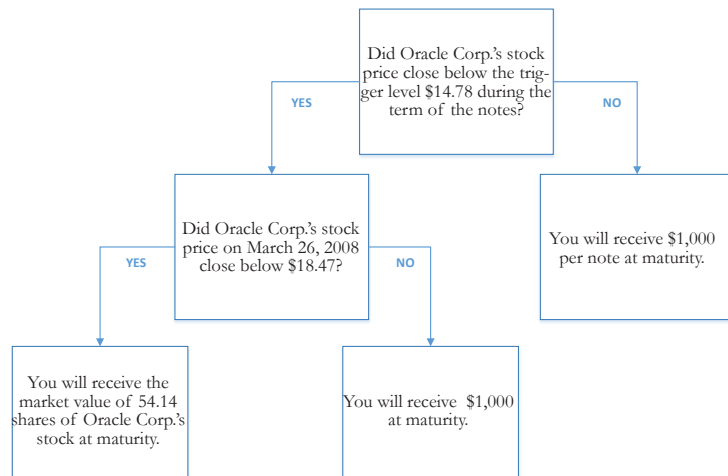 Did Oracle Corp.'s stock
price close below the trig-
ger level $14.78 during the
term of the notes?
YES
NO
Did Oracle Corp.'s stock
price on March 26, 2008
close below $18.47?
You will receive $1,000
per note at maturity.
YES
NO
You will receive the
market value of 54.14
shares of Oracle Corp.'s
stock at maturity.
You will receive $1,000
at maturity.